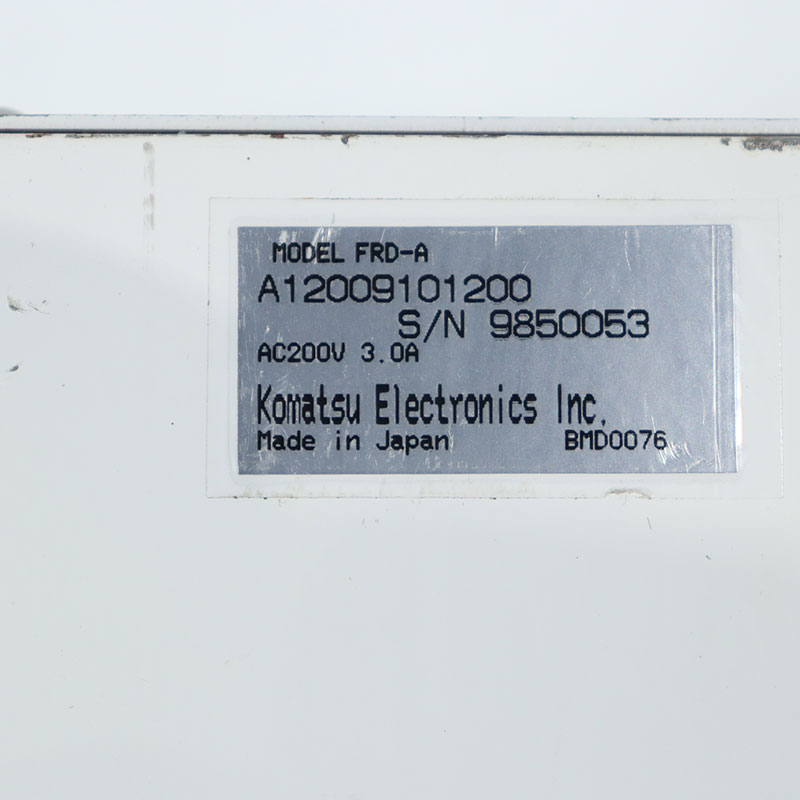 MODEL FRD-A
A12009101200
S/N 9850053
AC200V 3.0A
Komatsu Electronics Inc.
Made in Japan BMD0076